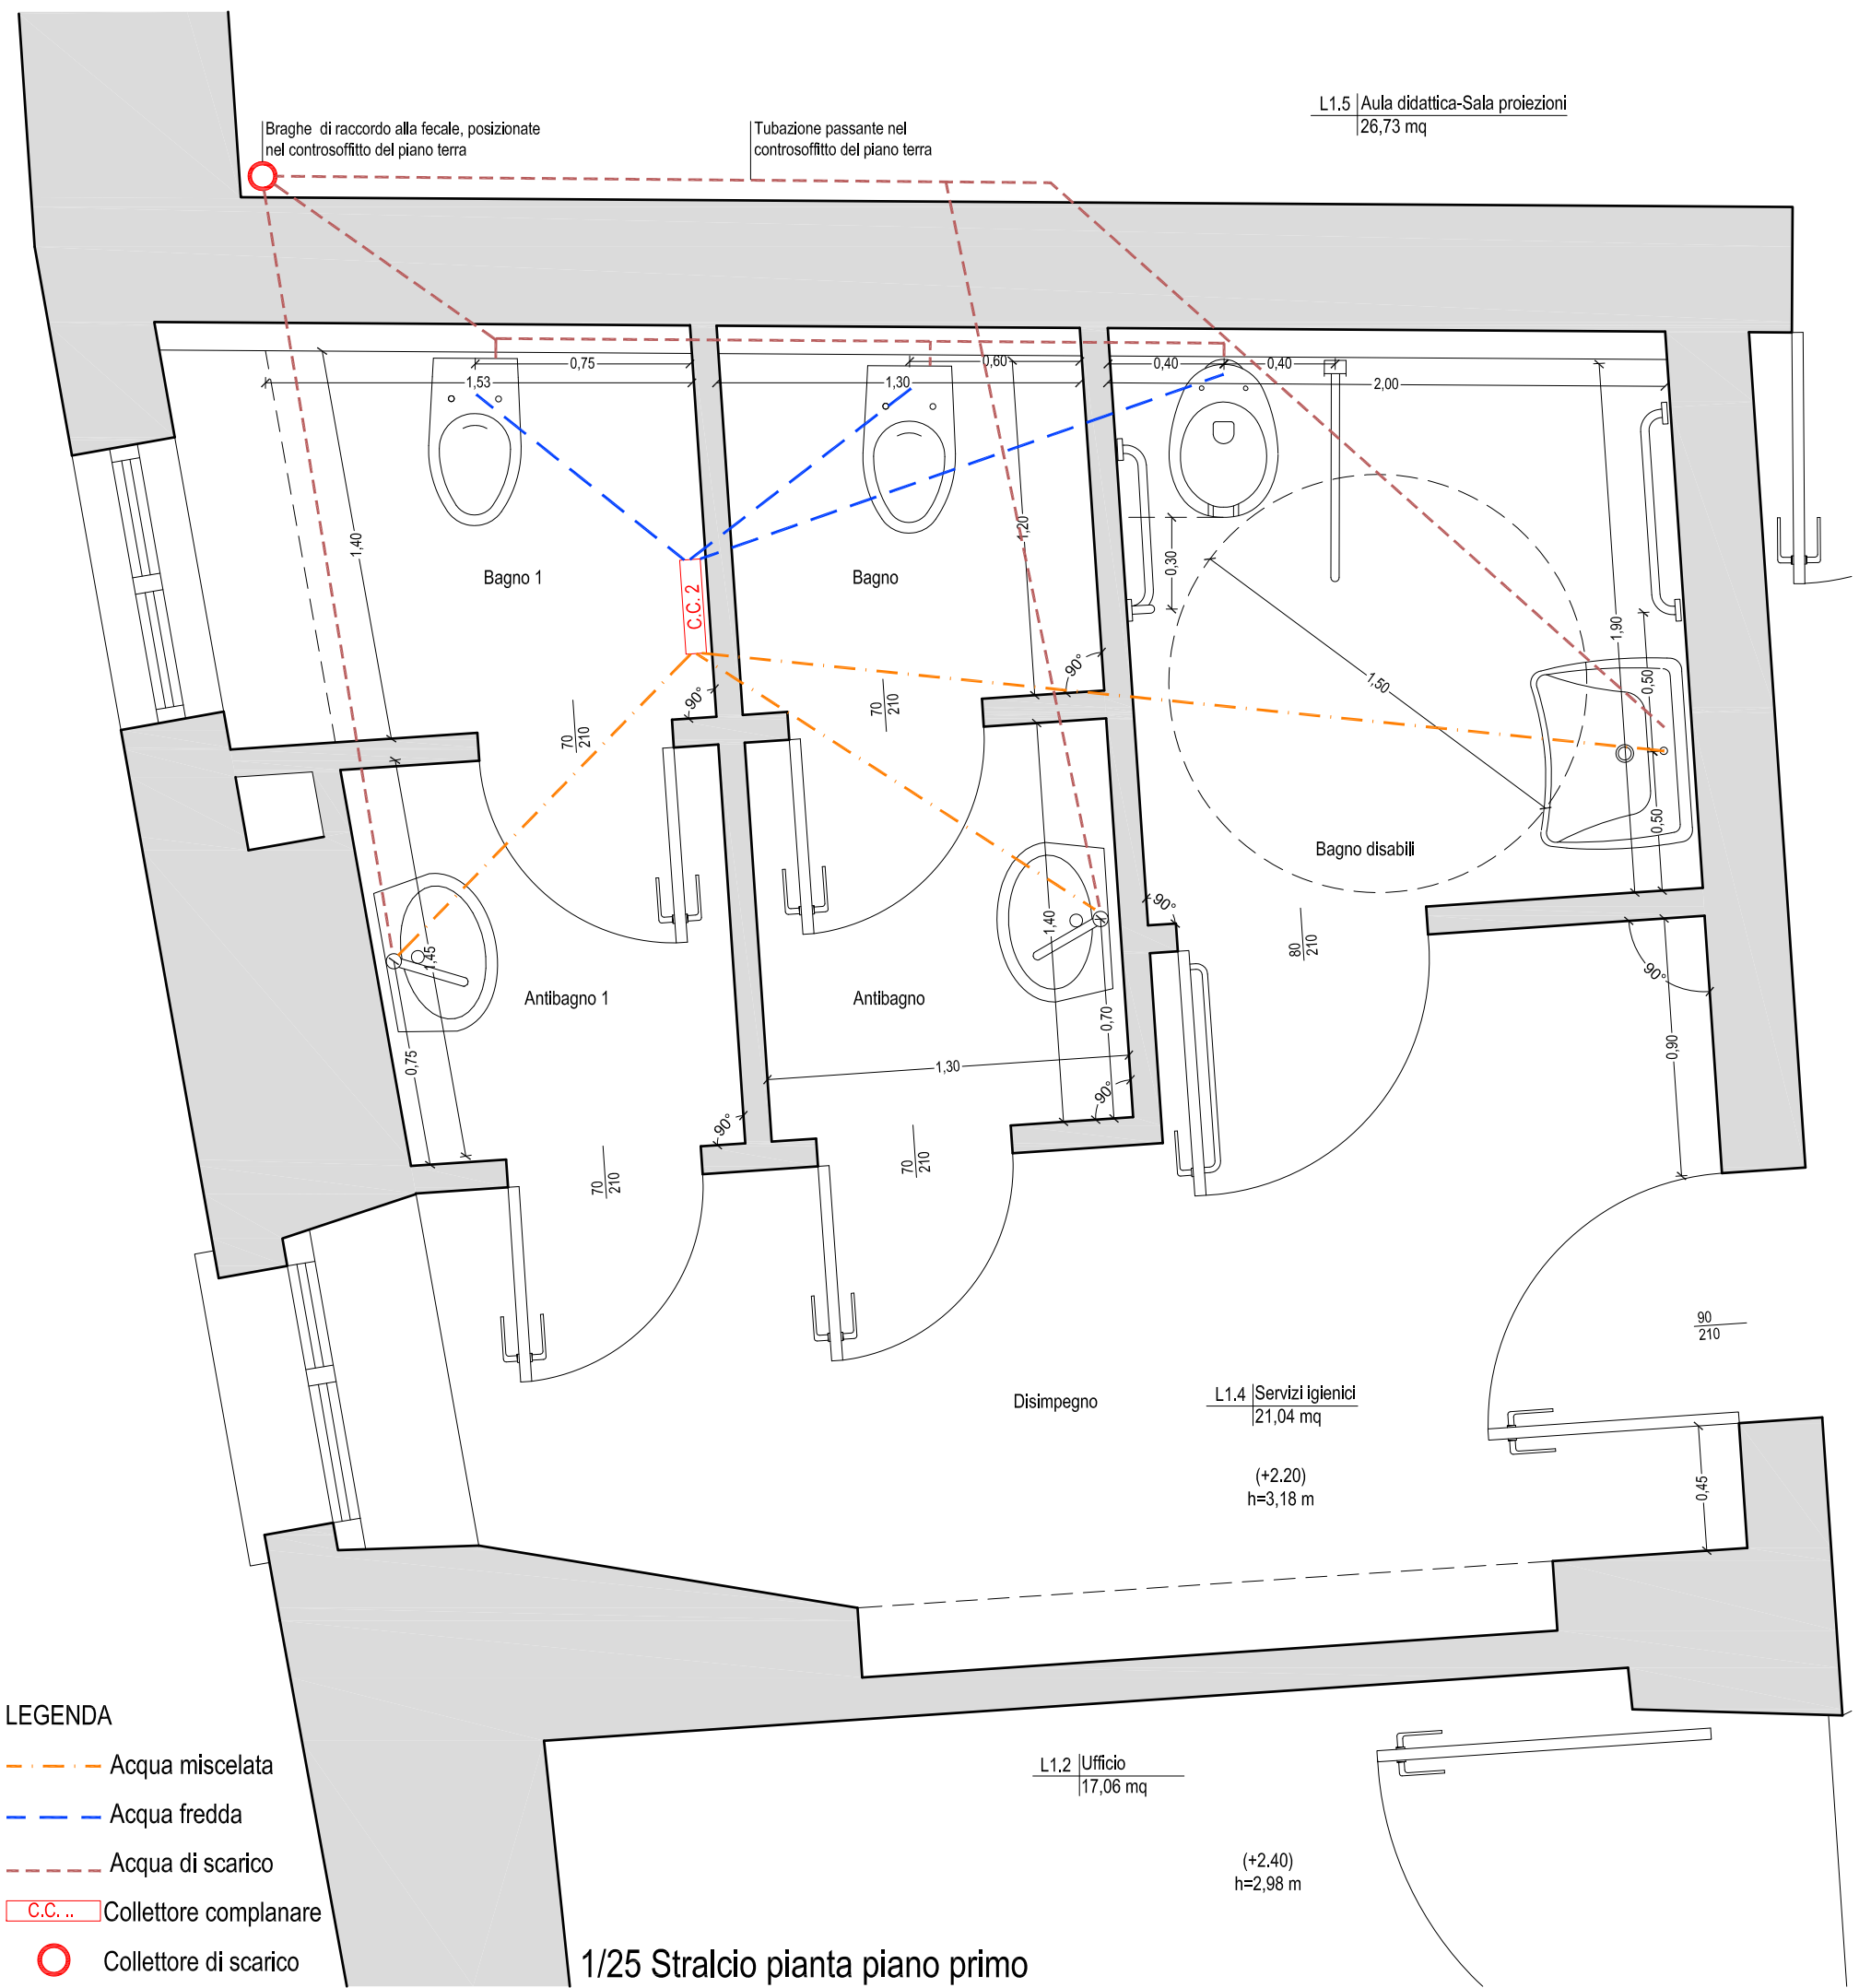 L1.5 Aula didattica-Sala proiezioni
26,73 mq
Braghe di raccordo alla fecale, posizionate
nel controsoffitto del piano terra
Tubazione passante nel
controsoffitto del piano terra
0,75
0,60
0,40
0,40
1,53
1,30
2,00
1,40
1,20
0,30
1,90
1,50
0,50
0,50
Bagno 1
Bagno
C.C. 2
90°
90°
70
210
70
210
Bagno disabili
90°
80
210
90°
1,45
1,40
Antibagno 1
Antibagno
0,75
0,70
0,90
1,30
90°
90°
70
210
70
210
90
210
Disimpegno
L1.4 Servizi igienici
21,04 mq
(+2.20)
h=3,18 m
0,45
L1.2 Ufficio
17,06 mq
(+2.40)
h=2,98 m
LEGENDA
Acqua miscelata
Acqua fredda
Acqua di scarico
C.C. .. Collettore complanare
Collettore di scarico
1/25 Stralcio pianta piano primo